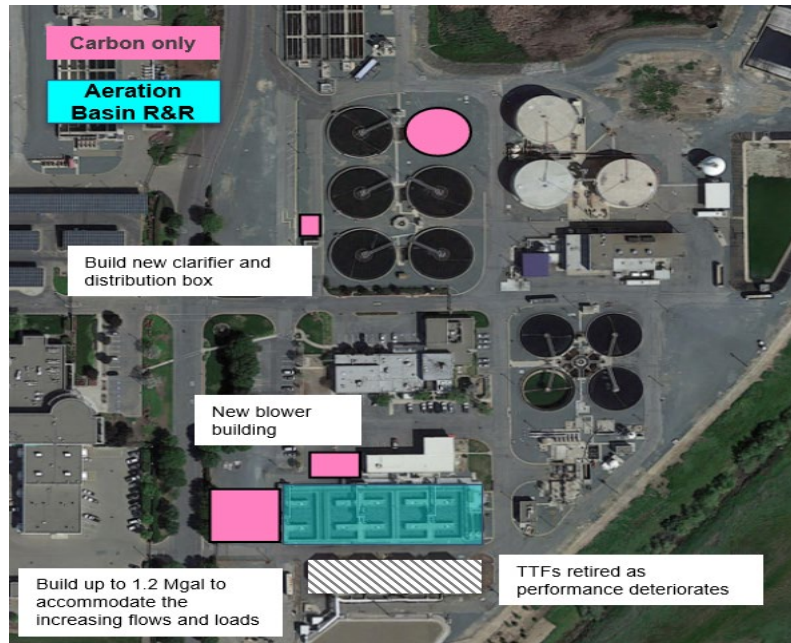 Carbon only
Aeration
Basin R&R
Build new clarifier and
distribution box
New blower
building
Build up to 1.2 Mgal to
accommodate the
increasing flows and loads
TTFs retired as
performance deteriorates